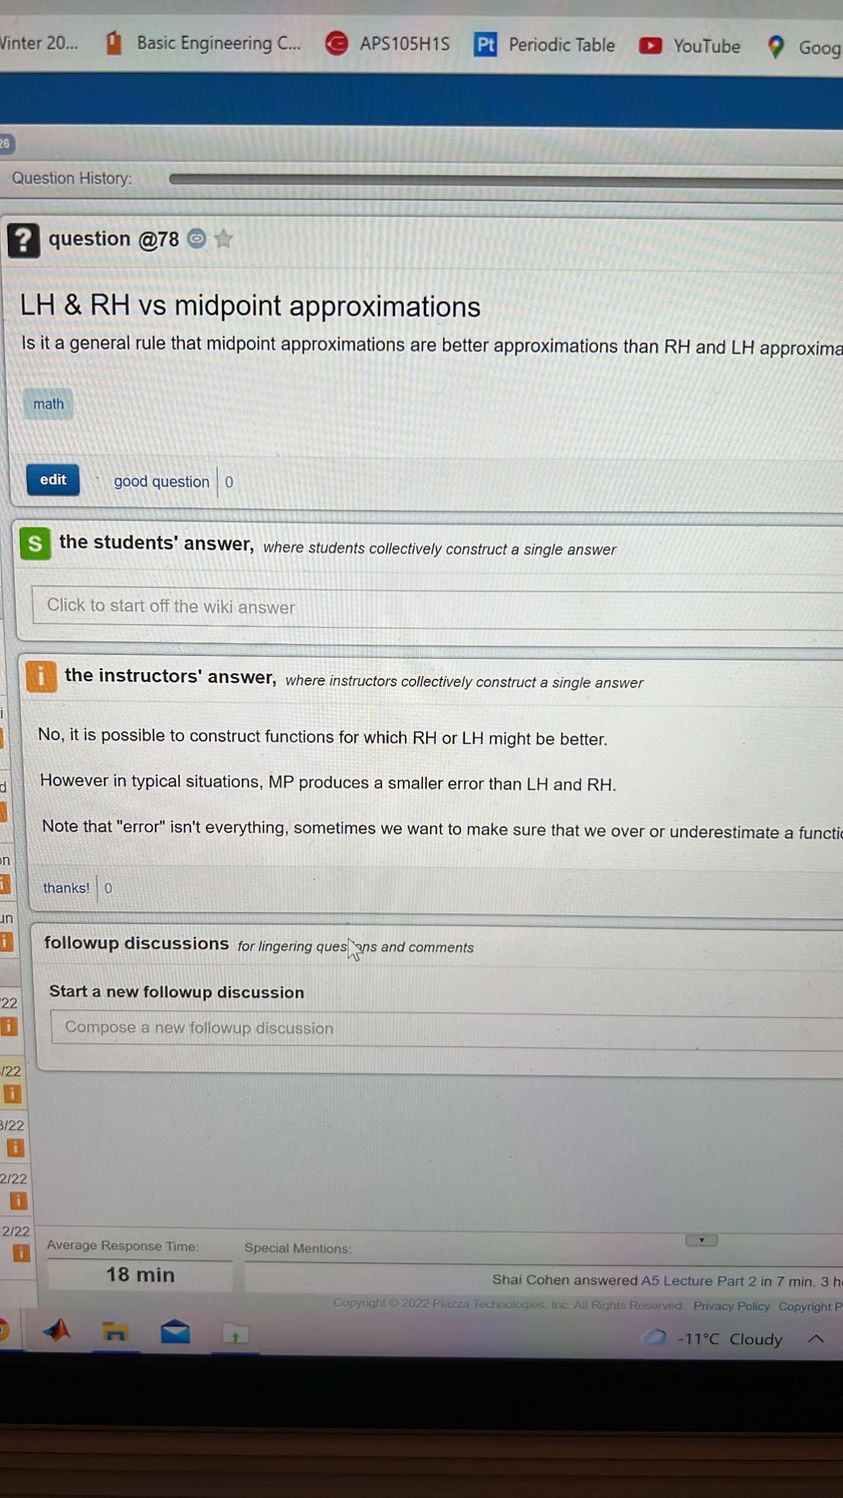 Winter 20... Basic Engineering C... APS105H1S Pt Periodic Table YouTube Goog
26
Question History:
? question @78
LH & RH vs midpoint approximations
Is it a general rule that midpoint approximations are better approximations than RH and LH approxima
math
edit · good question 0
S the students' answer, where students collectively construct a single answer
Click to start off the wiki answer
i the instructors' answer, where instructors collectively construct a single answer
No, it is possible to construct functions for which RH or LH might be better.
However in typical situations, MP produces a smaller error than LH and RH.
Note that "error" isn't everything, sometimes we want to make sure that we over or underestimate a functi
thanks! 0
followup discussions for lingering questions and comments
Start a new followup discussion
Compose a new followup discussion
i
d
on
un
/22
/22
3/22
2/22
2/22
Average Response Time: Special Mentions:
18 min
Shai Cohen answered A5 Lecture Part 2 in 7 min. 3 h
Copyright © 2022 Piazza Technologies, Inc. All Rights Reserved. Privacy Policy Copyright P
-11°C Cloudy